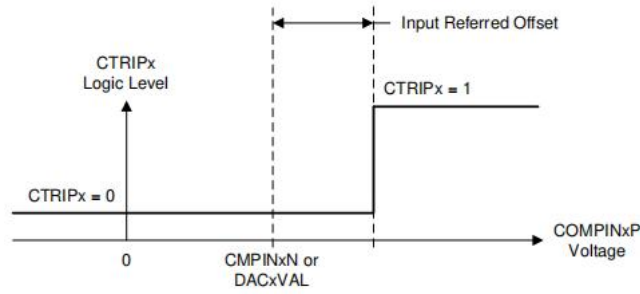 Input Referred Offset
CTRIPx
Logic Level
CTRIPx = 1
CTRIPx = 0
COMPINxP
Voltage
0
CMPINxN or
DACxVAL